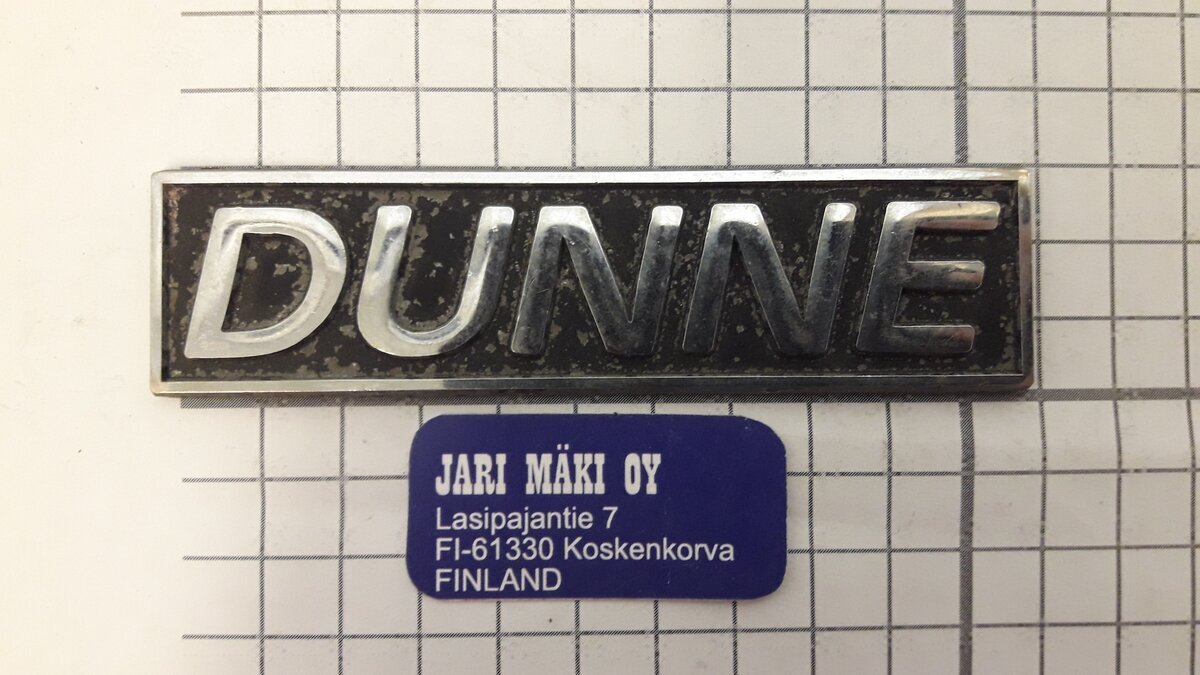 DUNNE
JARI MÄKI OY
Lasipajantie 7
FI-61330 Koskenkorva
FINLAND